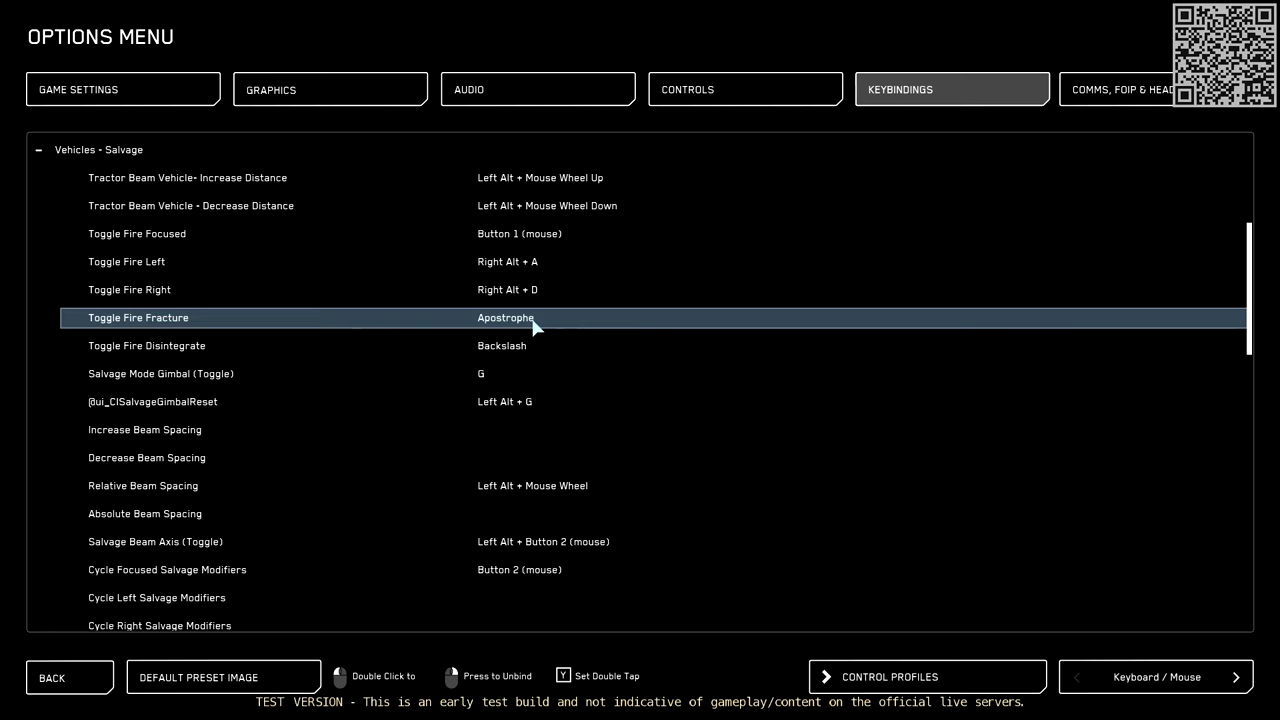 OPTIONS MENU
GAME SETTINGS
GRAPHICS
AUDIO
CONTROLS
KEYBINDINGS
COMMS, FOIP & HEAD
– Vehicles - Salvage
Tractor Beam Vehicle- Increase Distance Left Alt + Mouse Wheel Up
Tractor Beam Vehicle - Decrease Distance Left Alt + Mouse Wheel Down
Toggle Fire Focused Button 1 (mouse)
Toggle Fire Left Right Alt + A
Toggle Fire Right Right Alt + D
Toggle Fire Fracture Apostrophe
Toggle Fire Disintegrate Backslash
Salvage Mode Gimbal (Toggle) G
@ui_CISalvageGimbalReset Left Alt + G
Increase Beam Spacing
Decrease Beam Spacing
Relative Beam Spacing Left Alt + Mouse Wheel
Absolute Beam Spacing
Salvage Beam Axis (Toggle) Left Alt + Button 2 (mouse)
Cycle Focused Salvage Modifiers Button 2 (mouse)
Cycle Left Salvage Modifiers
Cycle Right Salvage Modifiers
BACK
DEFAULT PRESET IMAGE
Double Click to
Press to Unbind
Y Set Double Tap
CONTROL PROFILES
Keyboard / Mouse
TEST VERSION - This is an early test build and not indicative of gameplay/content on the official live servers.